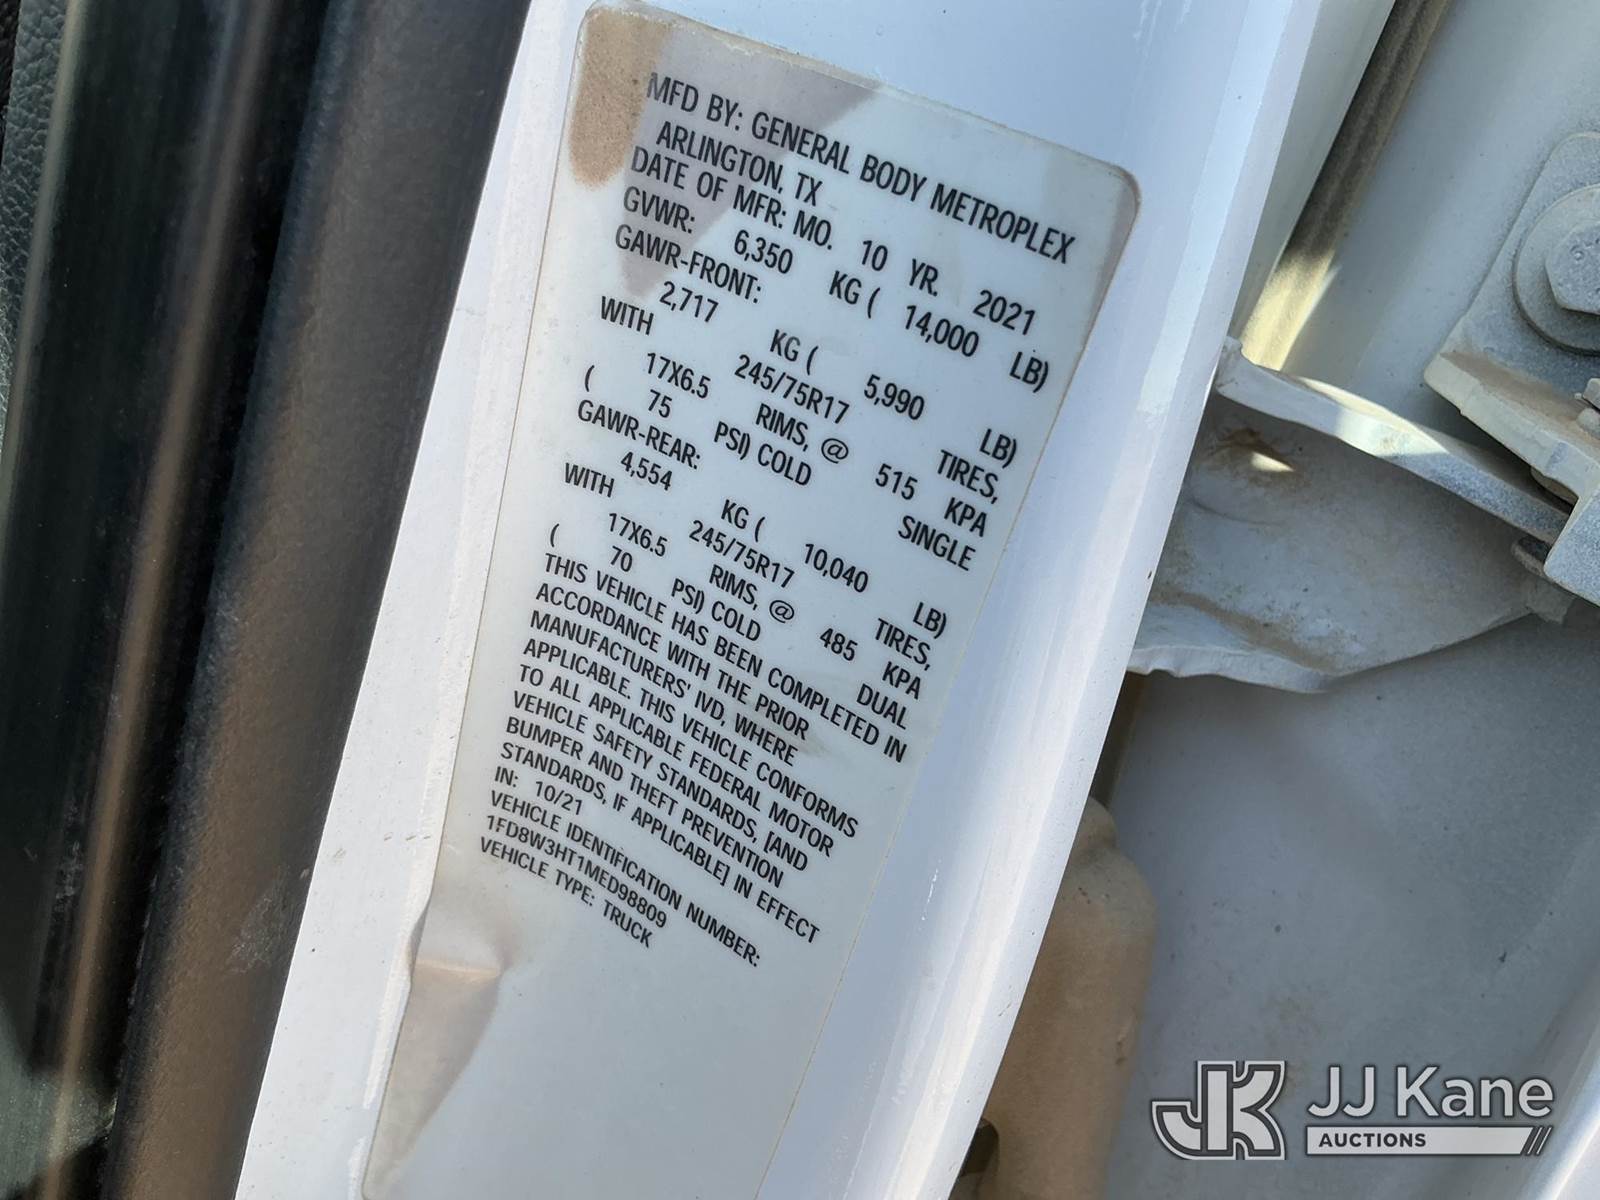 MFD BY: GENERAL BODY METROPLEX
ARLINGTON, TX
DATE OF MFR: MO. 10 YR. 2021
GVWR: 6,350 KG ( 14,000 LB)
GAWR-FRONT:
2,717 KG ( 5,990 LB)
WITH 245/75R17 TIRES,
17X6.5 RIMS, @ 515 KPA
( 75 PSI) COLD SINGLE
GAWR-REAR:
4,554 KG ( 10,040 LB)
WITH 245/75R17 TIRES,
17X6.5 RIMS, @ 485 KPA
( 70 PSI) COLD DUAL
THIS VEHICLE HAS BEEN COMPLETED IN
ACCORDANCE WITH THE PRIOR
MANUFACTURERS' IVD, WHERE
APPLICABLE. THIS VEHICLE CONFORMS
TO ALL APPLICABLE FEDERAL MOTOR
VEHICLE SAFETY STANDARDS, [AND
BUMPER AND THEFT PREVENTION
STANDARDS, IF APPLICABLE] IN EFFECT
IN: 10/21
VEHICLE IDENTIFICATION NUMBER:
1FD8W3HT1MED98809
VEHICLE TYPE: TRUCK
JK JJ Kane
AUCTIONS